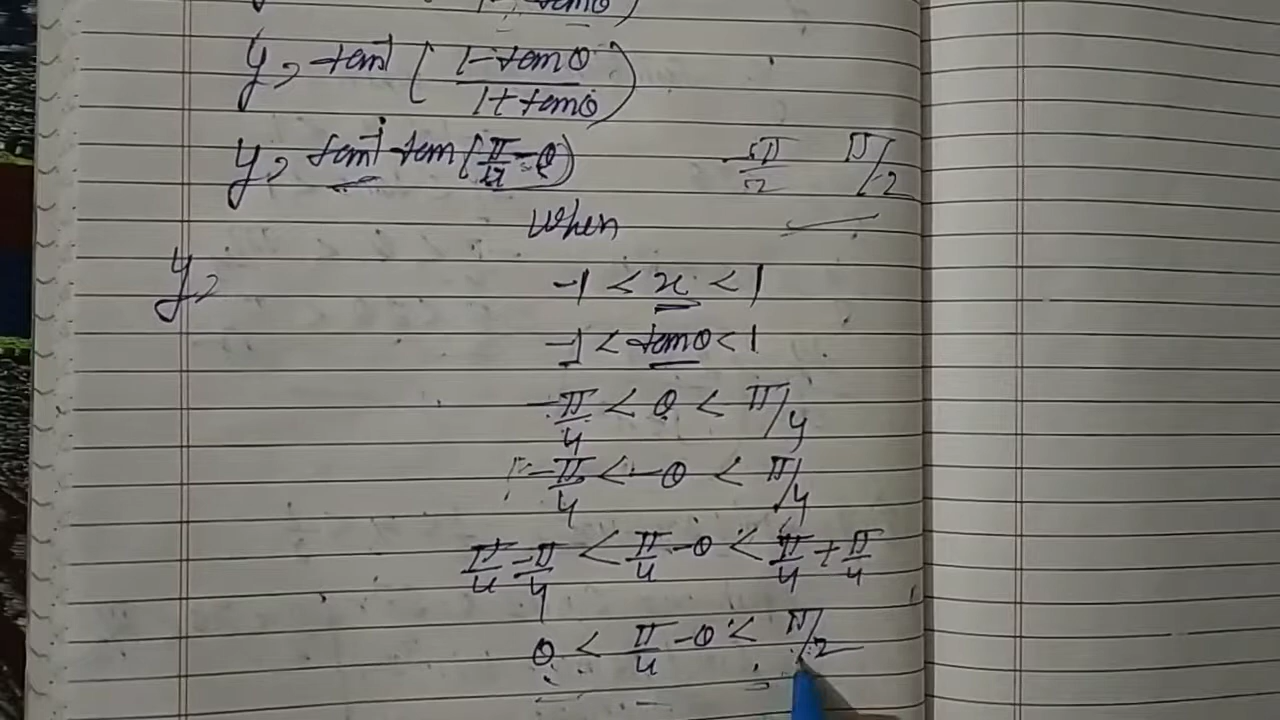 y, tan⁻¹ (1-tanθ / 1+tanθ)
y, tan⁻¹ tan(π/4 - θ)
-π/2 π/2
When
y,
-1 < x < 1
-1 < tanθ < 1
-π/4 < θ < π/4
-π/4 < -θ < π/4
π/4 - π/4 < π/4 - θ < π/4 + π/4
0 < π/4 - θ < π/2